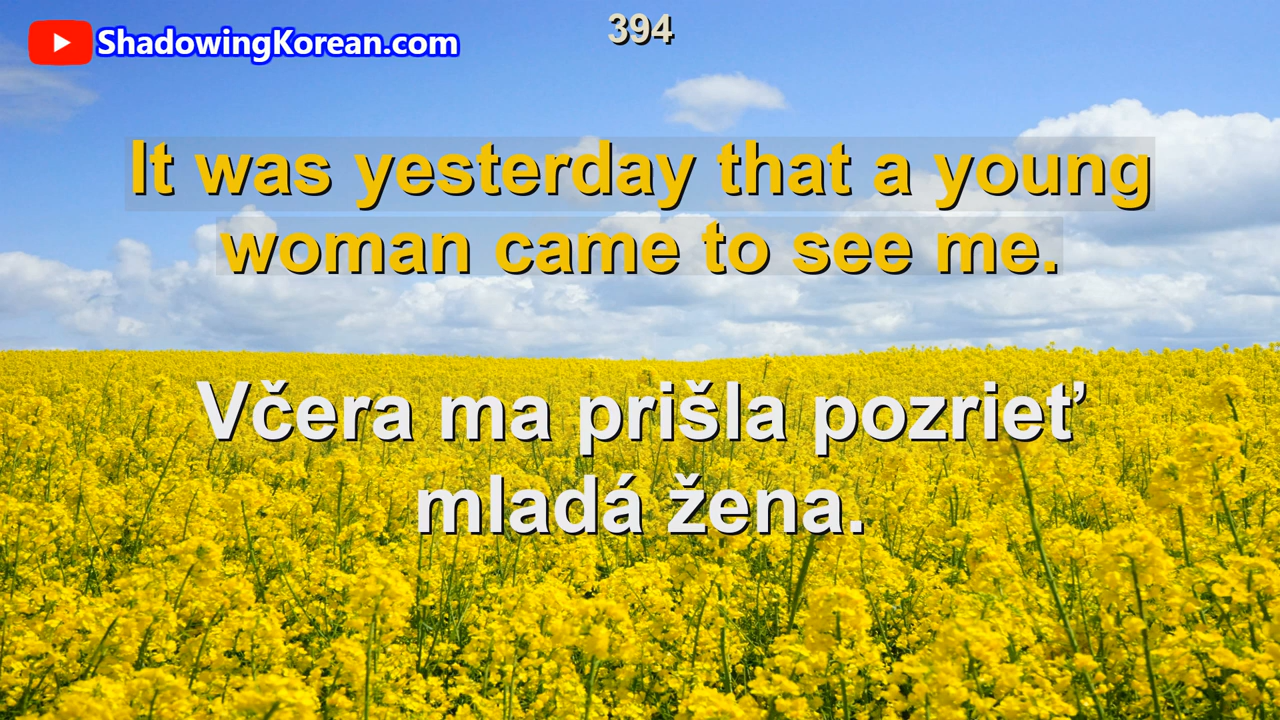 ShadowingKorean.com
394
It was yesterday that a young
woman came to see me.
Včera ma prišla pozrieť
mladá žena.